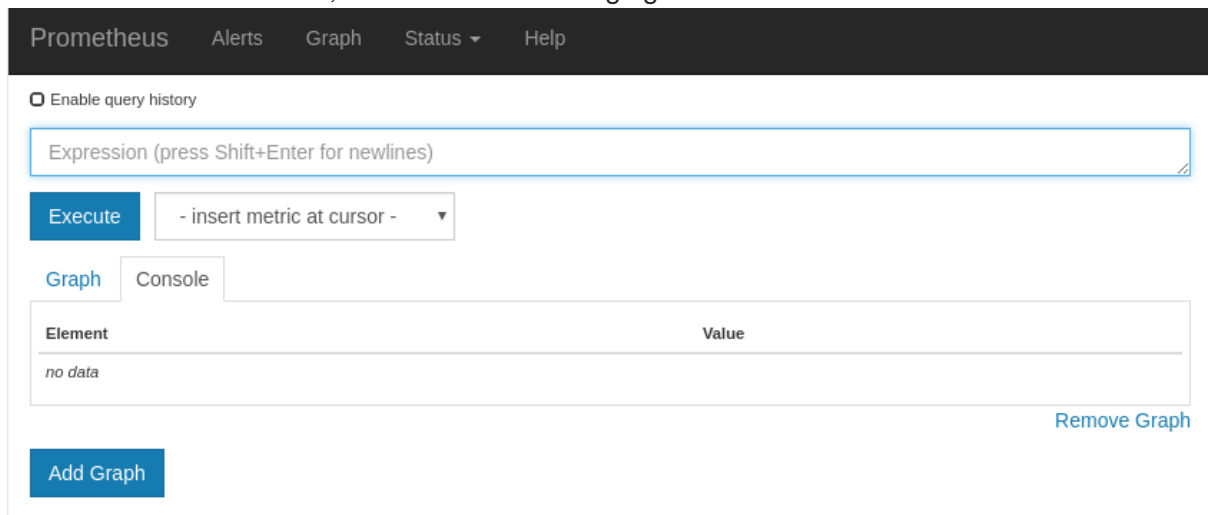 Prometheus Alerts Graph Status Help
Enable query history
Expression (press Shift+Enter for newlines)
Execute - insert metric at cursor -
Graph Console
Element Value
no data
Remove Graph
Add Graph